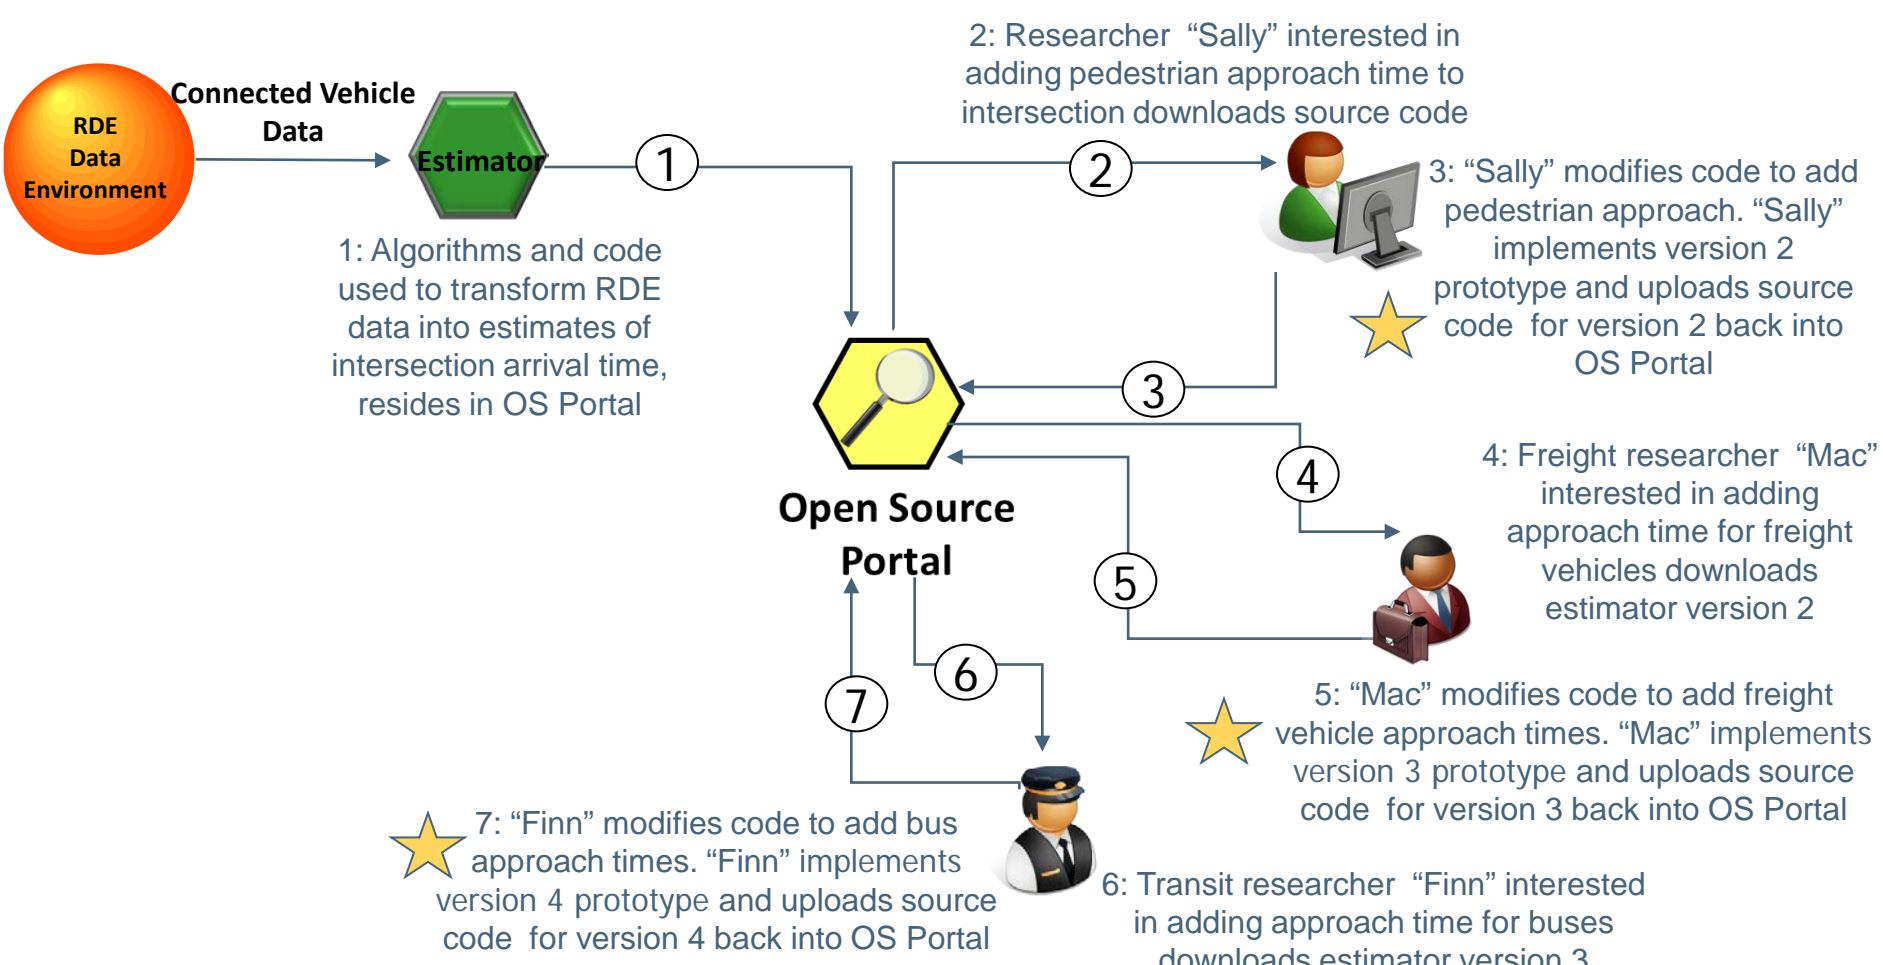 RDE
Data
Environment
Connected Vehicle
Data
Estimator
1
1: Algorithms and code
used to transform RDE
data into estimates of
intersection arrival time,
resides in OS Portal
2: Researcher “Sally” interested in
adding pedestrian approach time to
intersection downloads source code
2
3: “Sally” modifies code to add
pedestrian approach. “Sally”
implements version 2
prototype and uploads source
code for version 2 back into
OS Portal
3
Open Source
Portal
4
4: Freight researcher “Mac”
interested in adding
approach time for freight
vehicles downloads
estimator version 2
5
5: “Mac” modifies code to add freight
vehicle approach times. “Mac” implements
version 3 prototype and uploads source
code for version 3 back into OS Portal
6
7
7: “Finn” modifies code to add bus
approach times. “Finn” implements
version 4 prototype and uploads source
code for version 4 back into OS Portal
6: Transit researcher “Finn” interested
in adding approach time for buses
downloads estimator version 3